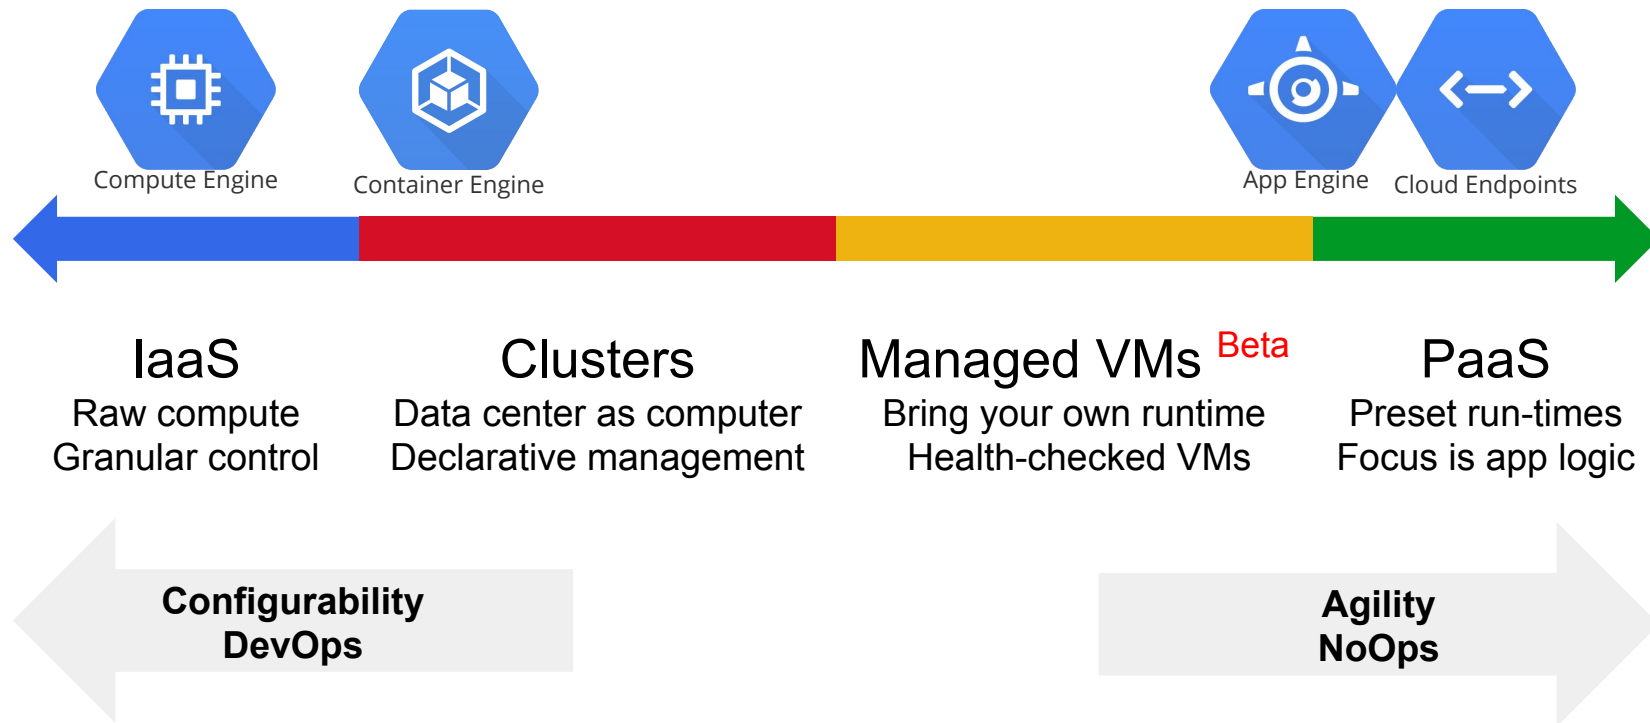 Compute Engine
Container Engine
App Engine
Cloud Endpoints
IaaS
Raw compute
Granular control
Clusters
Data center as computer
Declarative management
Managed VMs Beta
Bring your own runtime
Health-checked VMs
PaaS
Preset run-times
Focus is app logic
Configurability
DevOps
Agility
NoOps